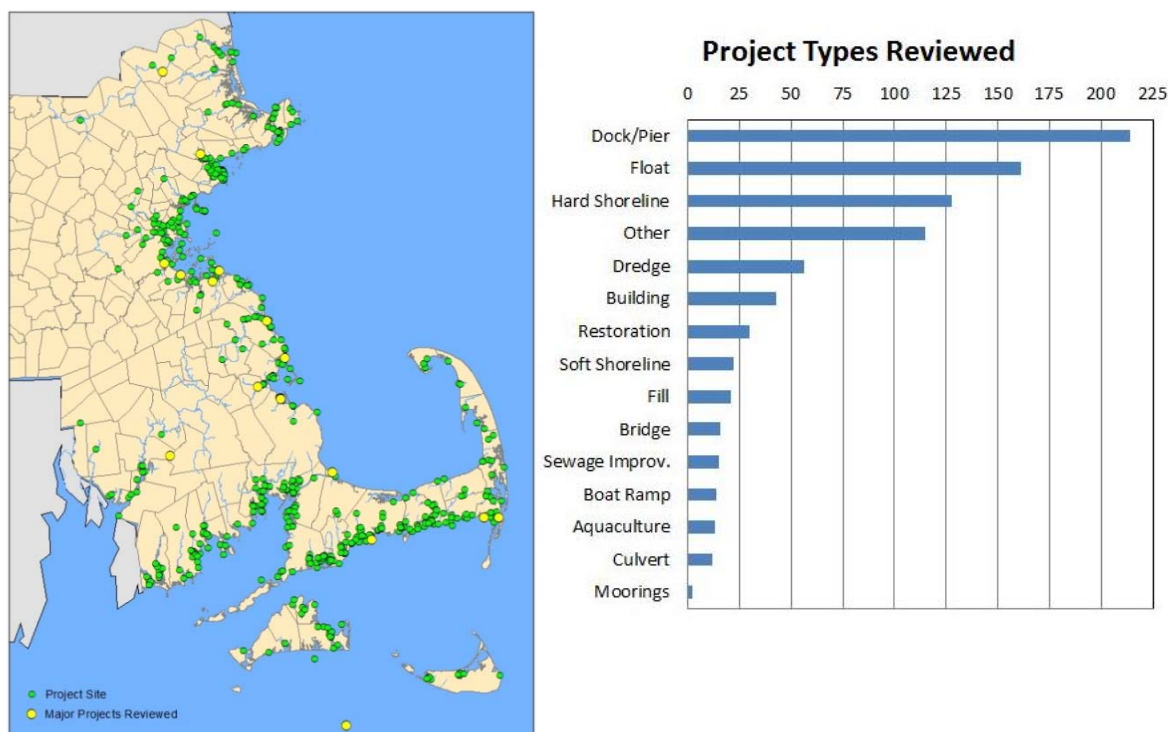 Project Site
Major Projects Reviewed
Project Types Reviewed
0 25 50 75 100 125 150 175 200 225
Dock/Pier
Float
Hard Shoreline
Other
Dredge
Building
Restoration
Soft Shoreline
Fill
Bridge
Sewage Improv.
Boat Ramp
Aquaculture
Culvert
Moorings